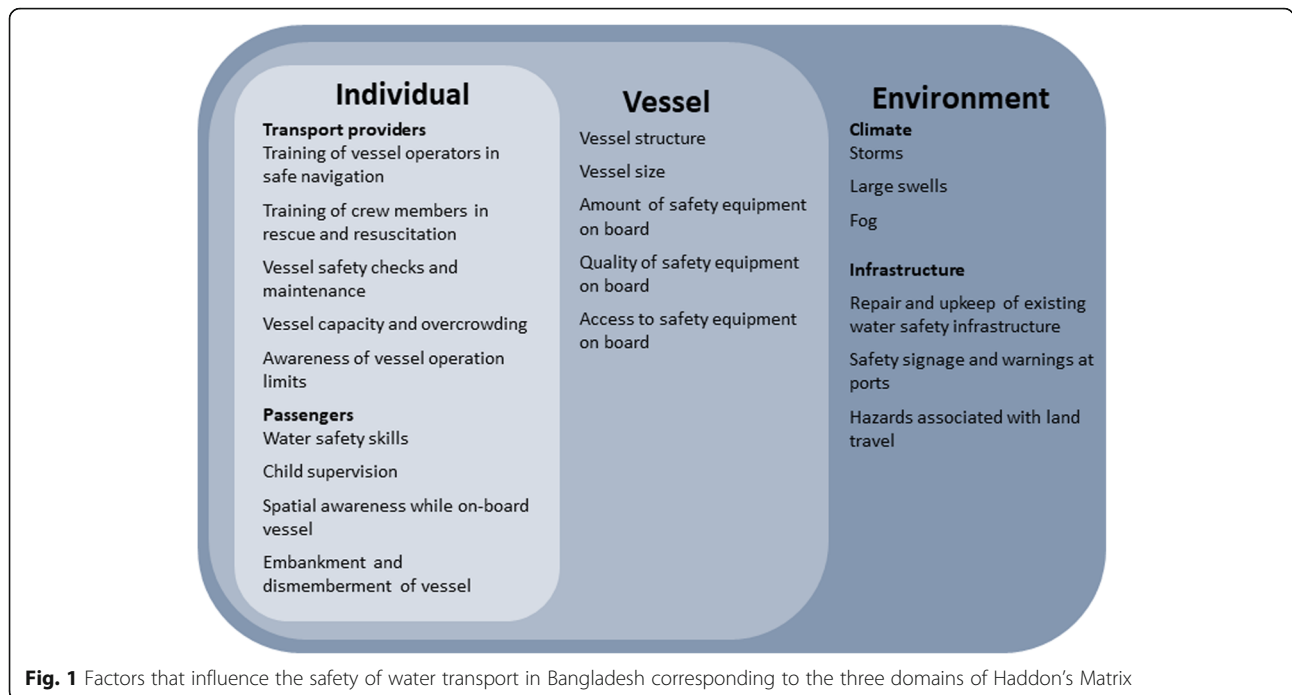 Individual
Transport providers
Training of vessel operators in
safe navigation
Training of crew members in
rescue and resuscitation
Vessel safety checks and
maintenance
Vessel capacity and overcrowding
Awareness of vessel operation
limits
Passengers
Water safety skills
Child supervision
Spatial awareness while on-board
vessel
Embankment and
dismemberment of vessel
Vessel
Vessel structure
Vessel size
Amount of safety equipment
on board
Quality of safety equipment
on board
Access to safety equipment
on board
Environment
Climate
Storms
Large swells
Fog
Infrastructure
Repair and upkeep of existing
water safety infrastructure
Safety signage and warnings at
ports
Hazards associated with land
travel
Fig. 1 Factors that influence the safety of water transport in Bangladesh corresponding to the three domains of Haddon's Matrix